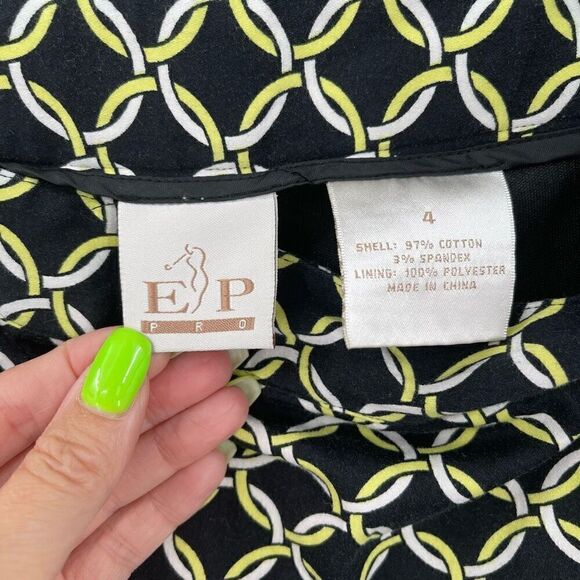 EP
PRO
4
SHELL: 97% COTTON
3% SPANDEX
LINING: 100% POLYESTER
MADE IN CHINA